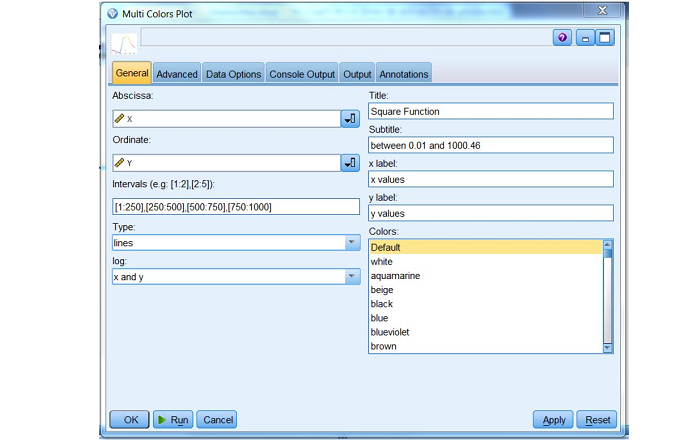 Multi Colors Plot
General Advanced Data Options Console Output Output Annotations
Abscissa:
X
Ordinate:
Y
Intervals (e.g: [1:2],[2:5]):
[1:250],[250:500],[500:750],[750:1000]
Type:
lines
log:
x and y
Title:
Square Function
Subtitle:
between 0.01 and 1000.46
x label:
x values
y label:
y values
Colors:
Default
white
aquamarine
beige
black
blue
blueviolet
brown
OK Run Cancel Apply Reset